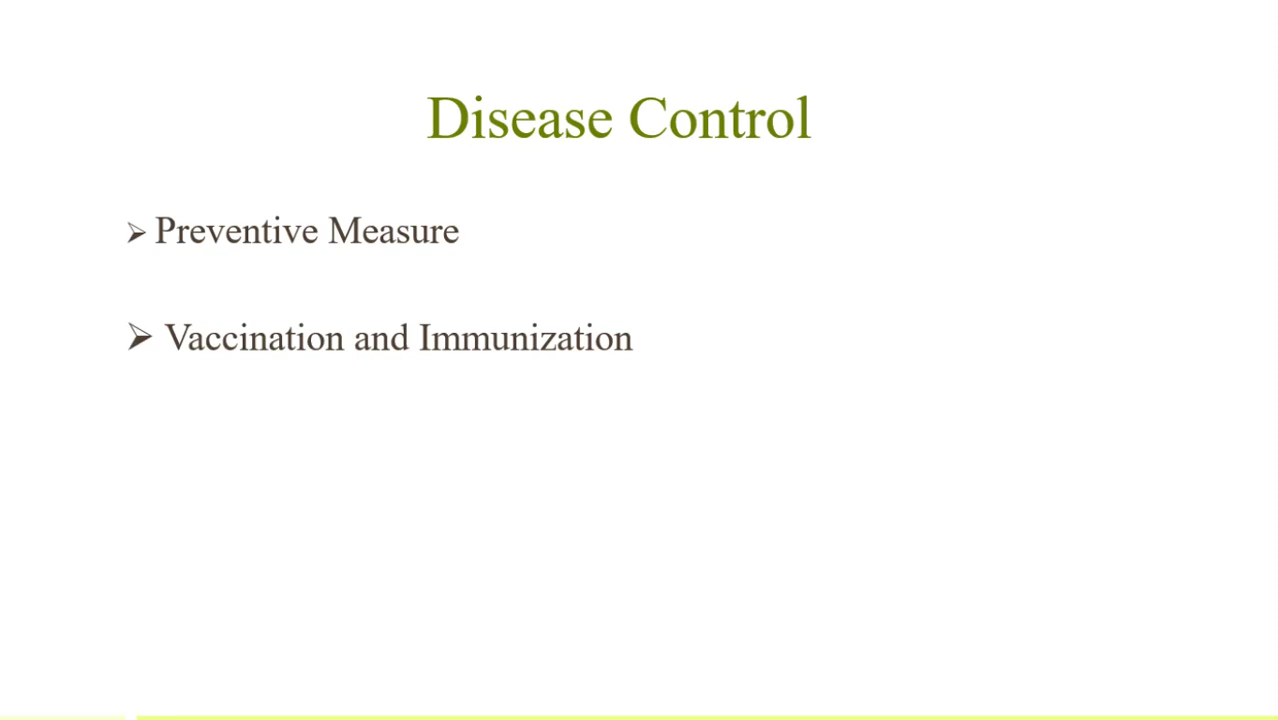 Disease Control
➢ Preventive Measure
➢ Vaccination and Immunization